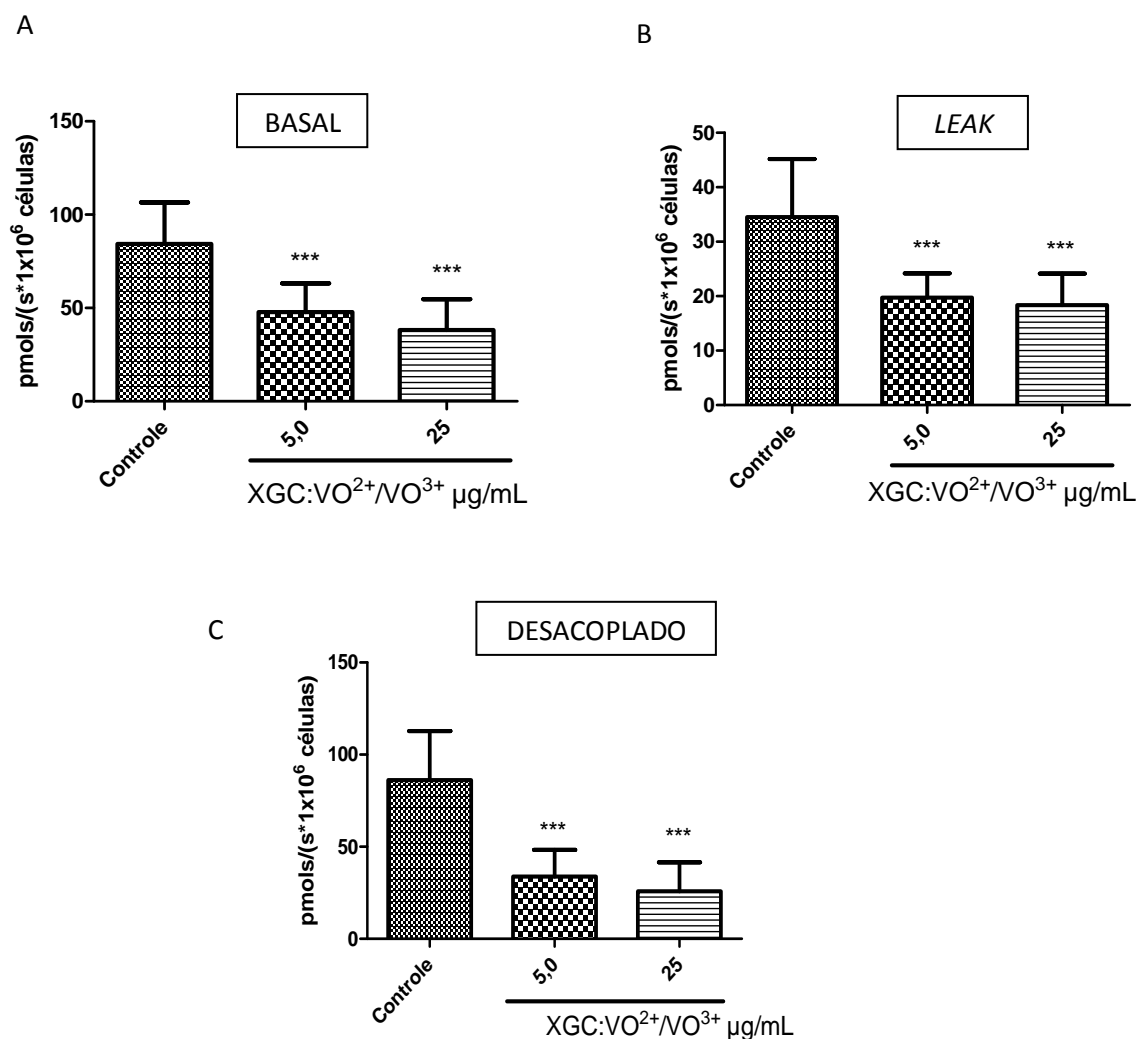 A
BASAL
pmols/(s*1x10⁶ células)
150
100
50
0
***
***
Controle
5,0
25
XGC:VO²⁺/VO³⁺ µg/mL
B
LEAK
pmols/(s*1x10⁶ células)
50
40
30
20
10
0
***
***
Controle
5,0
25
XGC:VO²⁺/VO³⁺ µg/mL
C
DESACOPLADO
pmols/(s*1x10⁶ células)
150
100
50
0
***
***
Controle
5,0
25
XGC:VO²⁺/VO³⁺ µg/mL